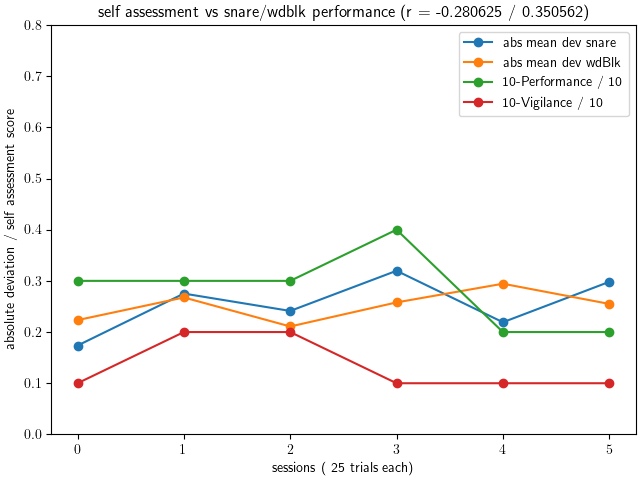 self assessment vs snare/wdblk performance (r = -0.280625 / 0.350562)
abs mean dev snare
abs mean dev wdBlk
10-Performance / 10
10-Vigilance / 10
absolute deviation / self assessment score
0.8
0.7
0.6
0.5
0.4
0.3
0.2
0.1
0.0
0 1 2 3 4 5
sessions ( 25 trials each)